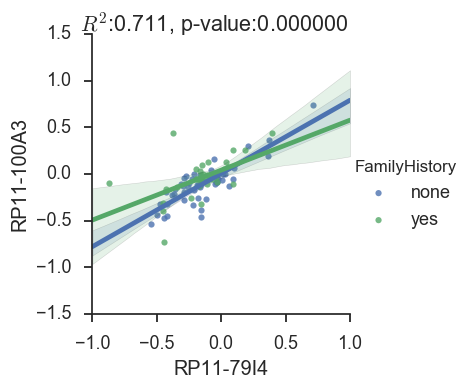 R²:0.711, p-value:0.000000
1.5
1.0
0.5
0.0
−0.5
−1.0
−1.5
RP11-100A3
−1.0 −0.5 0.0 0.5 1.0
RP11-79I4
FamilyHistory
none
yes